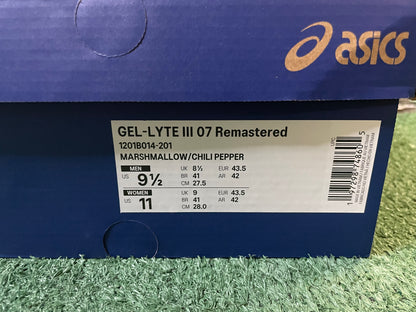 asics
GEL-LYTE III 07 Remastered
1201B014-201
MARSHMALLOW/CHILI PEPPER
MEN
US 9½
UK 8½ EUR 43.5
BR 41 AR 42
CM 27.5
WOMEN
US 11
UK 9 EUR 43.5
BR 41 AR 42
CM 28.0
UPC